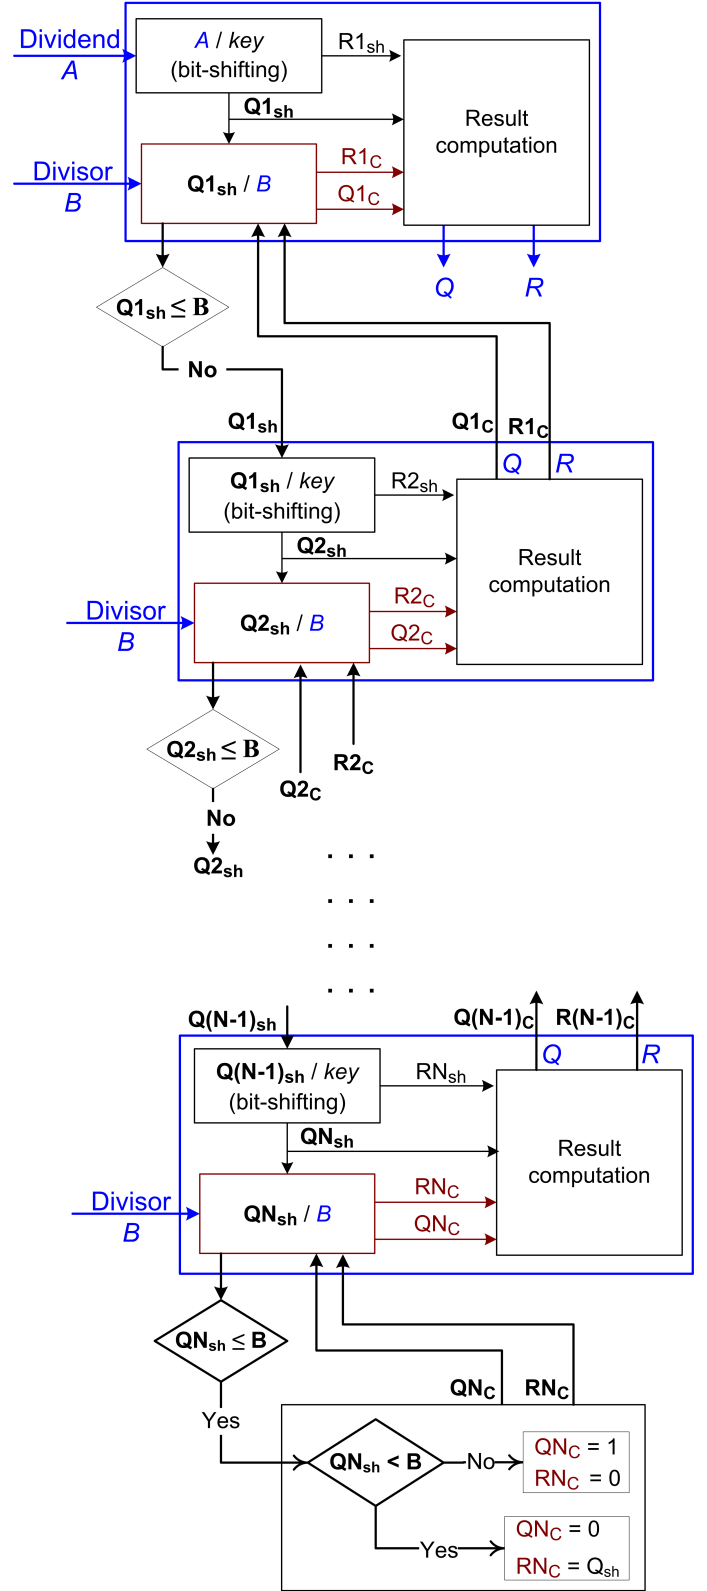 Dividend
A
A / key
(bit-shifting)
R1sh
Q1sh
Result
computation
Divisor
B
Q1sh / B
R1C
Q1C
Q
R
Q1sh ≤ B
No
Q1sh
Q1C
R1C
Q
R
Q1sh / key
(bit-shifting)
R2sh
Q2sh
Result
computation
Divisor
B
Q2sh / B
R2C
Q2C
Q2sh ≤ B
R2C
Q2C
No
Q2sh
. . .
. . .
. . .
. . .
Q(N-1)sh
Q(N-1)C
R(N-1)C
Q
R
Q(N-1)sh / key
(bit-shifting)
RNsh
QNsh
Result
computation
Divisor
B
QNsh / B
RNC
QNC
QNsh ≤ B
QNC
RNC
Yes
QNsh < B
No
QNC = 1
RNC = 0
Yes
QNC = 0
RNC = Qsh